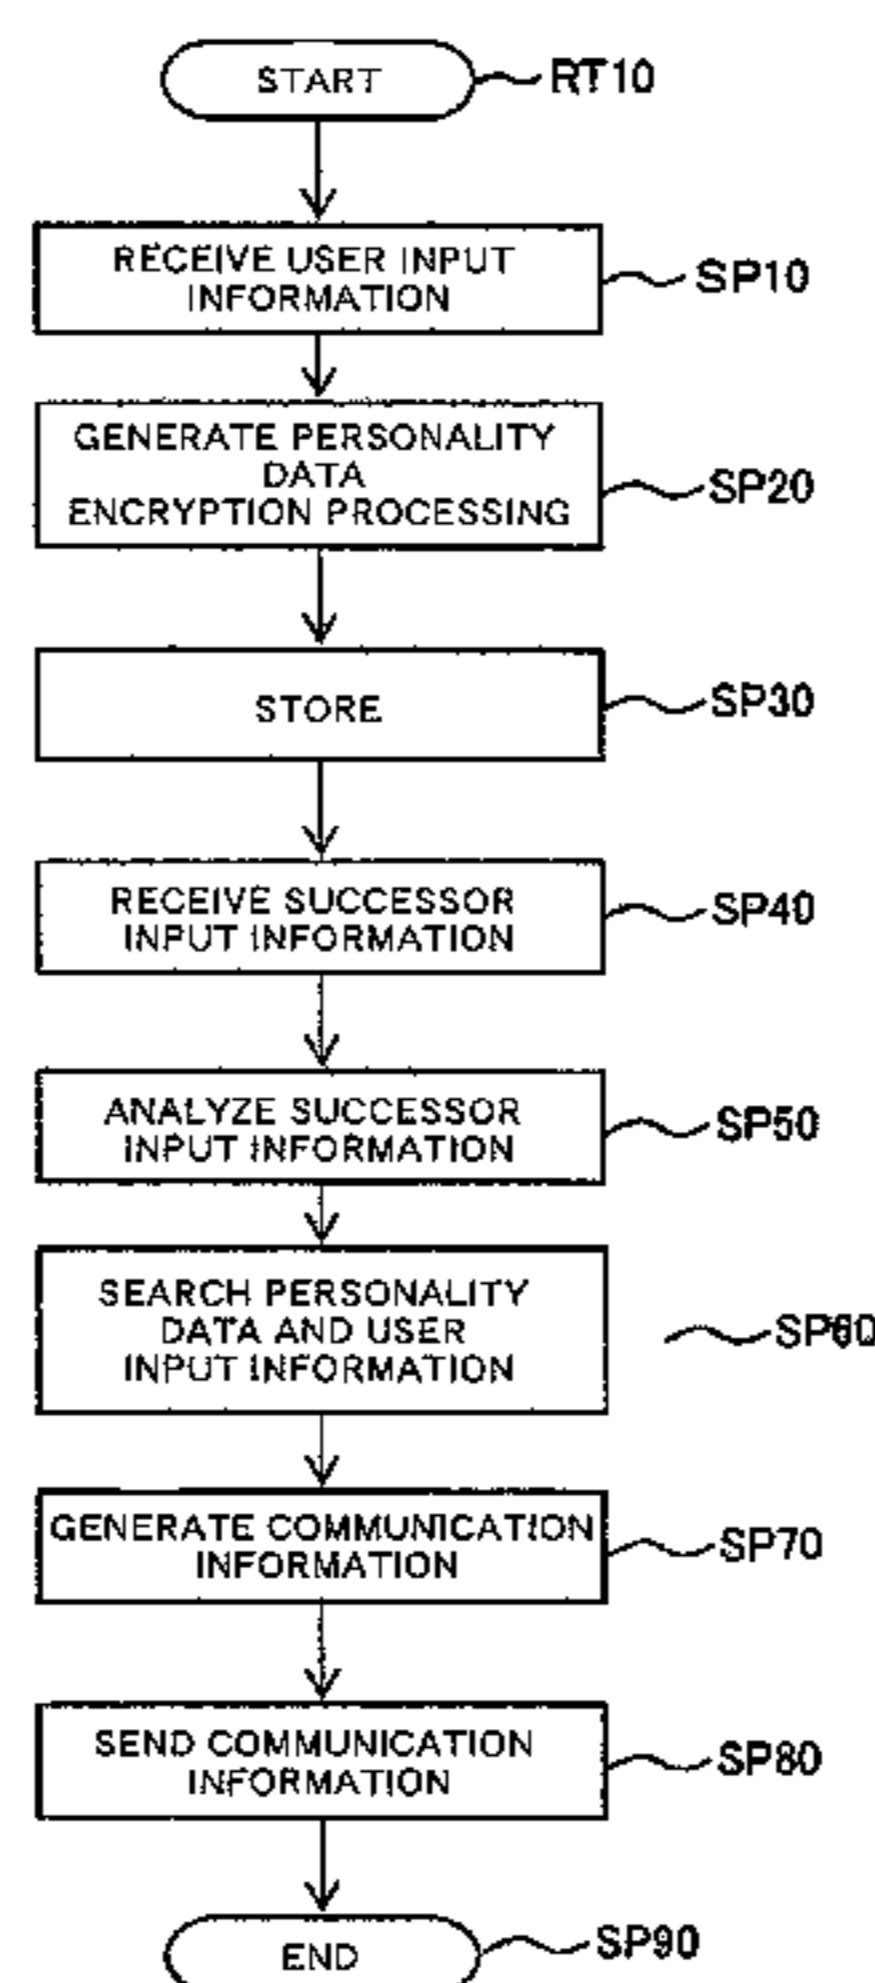 START
RT10
RECEIVE USER INPUT
INFORMATION
SP10
GENERATE PERSONALITY
DATA
ENCRYPTION PROCESSING
SP20
STORE
SP30
RECEIVE SUCCESSOR
INPUT INFORMATION
SP40
ANALYZE SUCCESSOR
INPUT INFORMATION
SP50
SEARCH PERSONALITY
DATA AND USER
INPUT INFORMATION
SP60
GENERATE COMMUNICATION
INFORMATION
SP70
SEND COMMUNICATION
INFORMATION
SP80
END
SP90